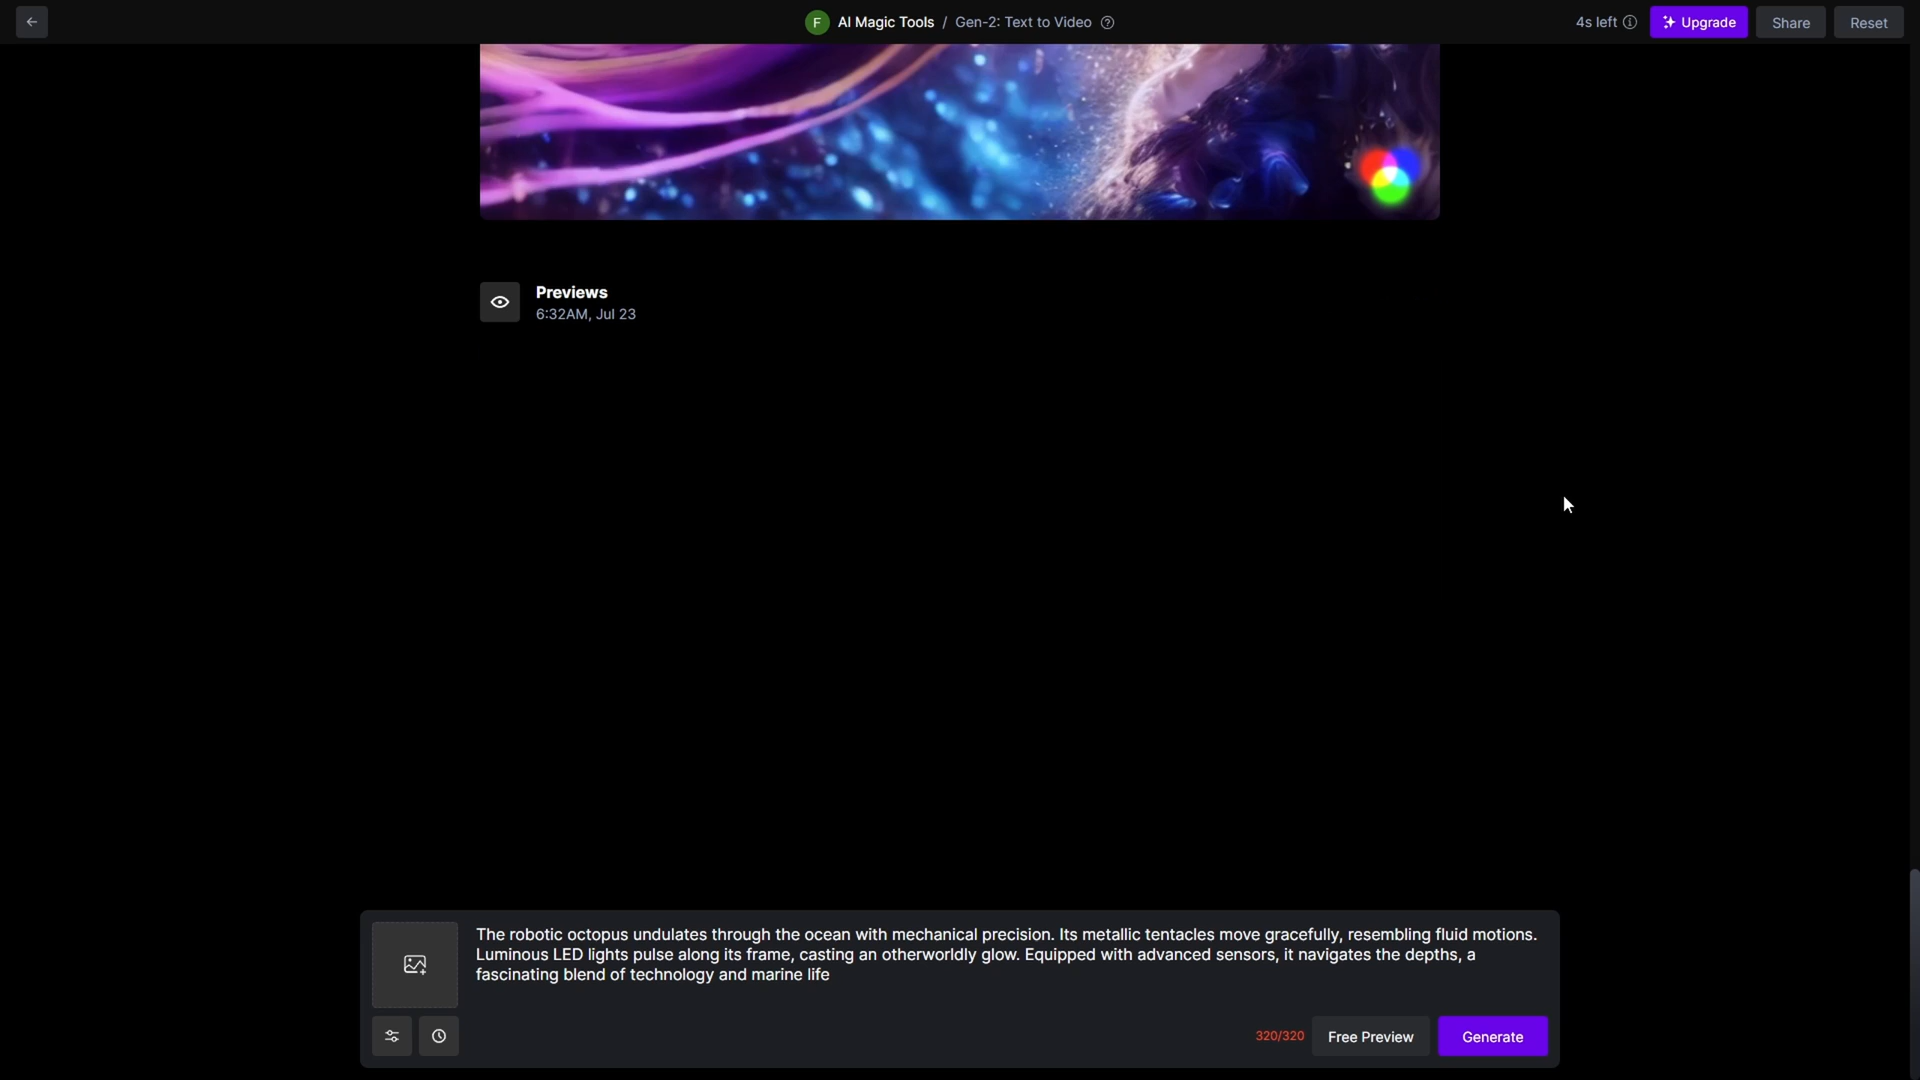 F AI Magic Tools / Gen-2: Text to Video
4s left Upgrade Share Reset
Previews
6:32AM, Jul 23
The robotic octopus undulates through the ocean with mechanical precision. Its metallic tentacles move gracefully, resembling fluid motions.
Luminous LED lights pulse along its frame, casting an otherworldly glow. Equipped with advanced sensors, it navigates the depths, a
fascinating blend of technology and marine life
320/320 Free Preview Generate